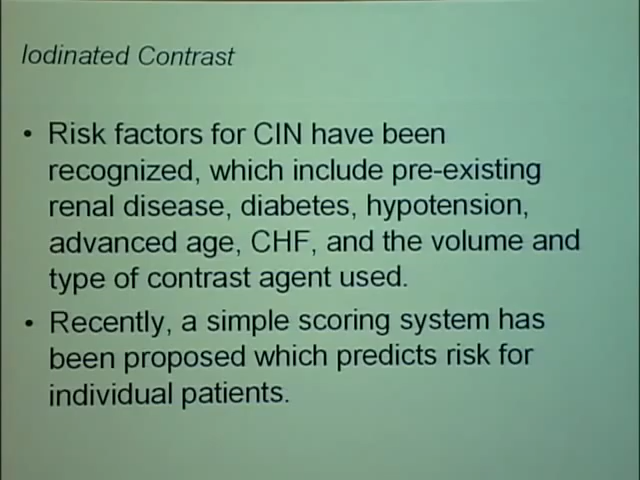 Iodinated Contrast
• Risk factors for CIN have been
recognized, which include pre-existing
renal disease, diabetes, hypotension,
advanced age, CHF, and the volume and
type of contrast agent used.
• Recently, a simple scoring system has
been proposed which predicts risk for
individual patients.